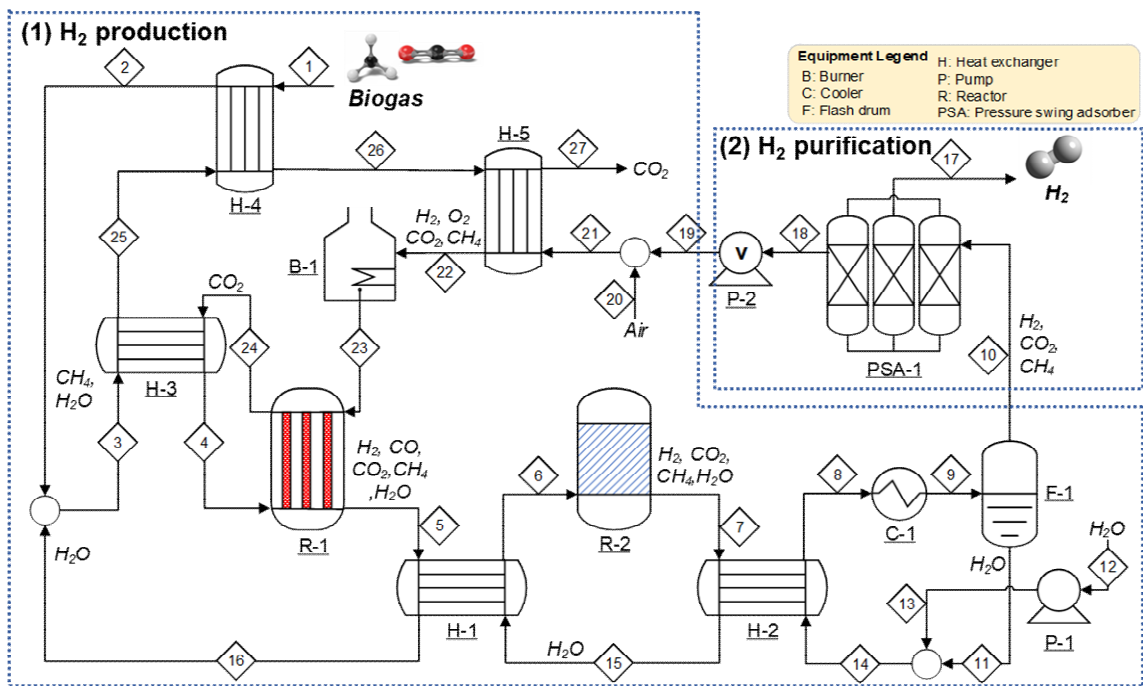 (1) H2 production
2
1
Biogas
Equipment Legend
B: Burner
C: Cooler
F: Flash drum
H: Heat exchanger
P: Pump
R: Reactor
PSA: Pressure swing adsorber
H-5
26
27
CO2
(2) H2 purification
17
H2
H-4
25
H2, O2
CO2, CH4
22
21
19
18
V
B-1
20
Air
P-2
PSA-1
10
H2,
CO2,
CH4
CO2
24
23
H-3
CH4,
H2O
3
4
R-1
H2, CO,
CO2,CH4
,H2O
5
6
R-2
H2, CO2,
CH4,H2O
7
8
C-1
9
F-1
H2O
H2O
12
H2O
13
P-1
H-1
H-2
16
H2O
15
14
11